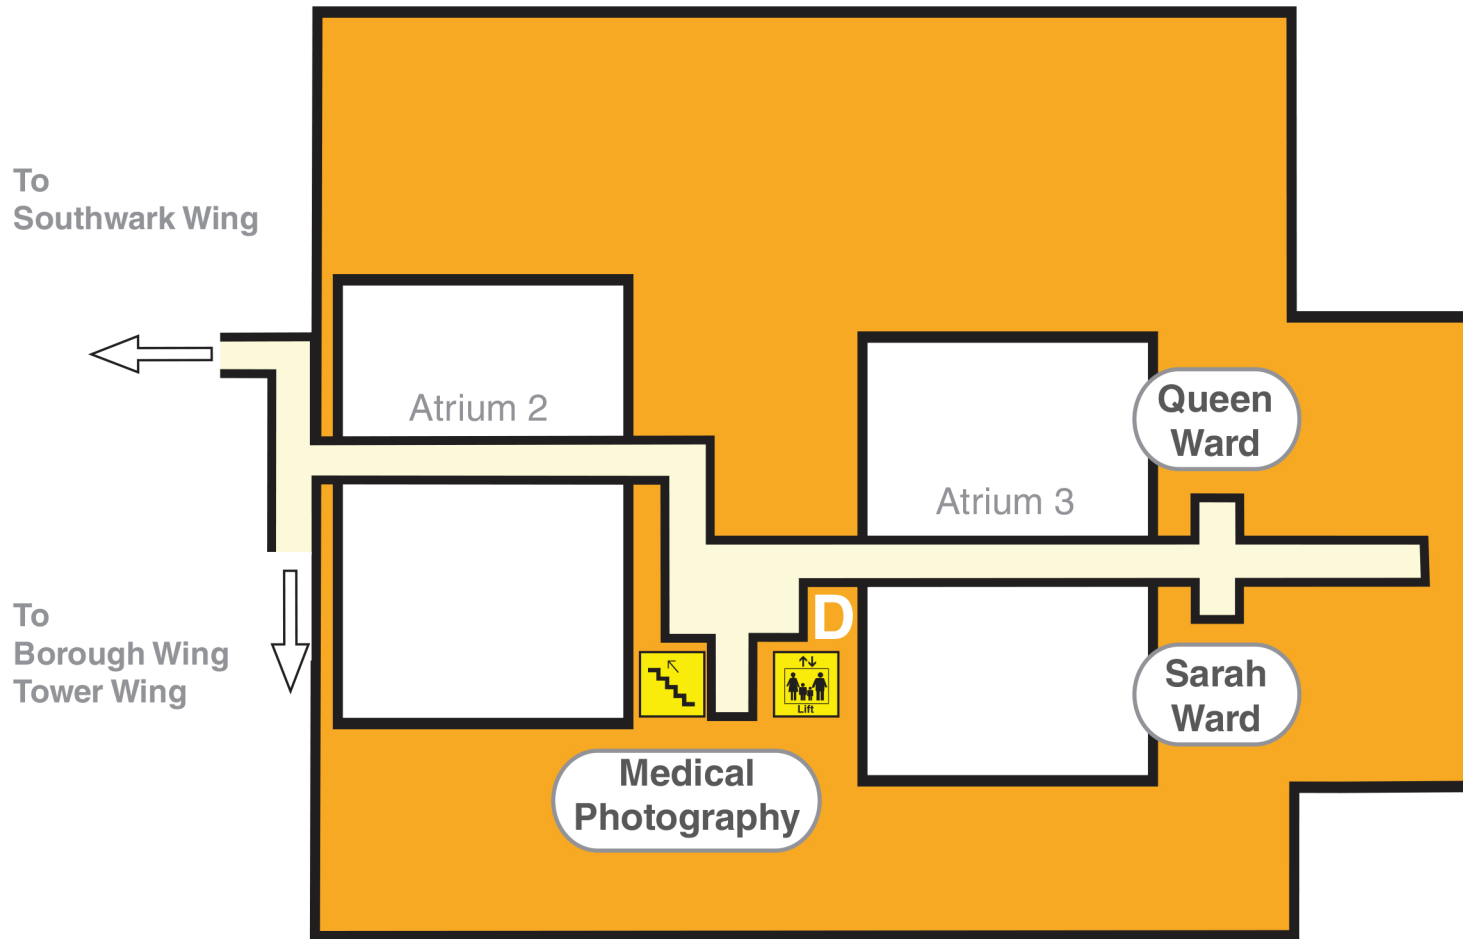 To
Southwark Wing
Atrium 2
Queen
Ward
Atrium 3
D
To
Borough Wing
Tower Wing
Lift
Sarah
Ward
Medical
Photography